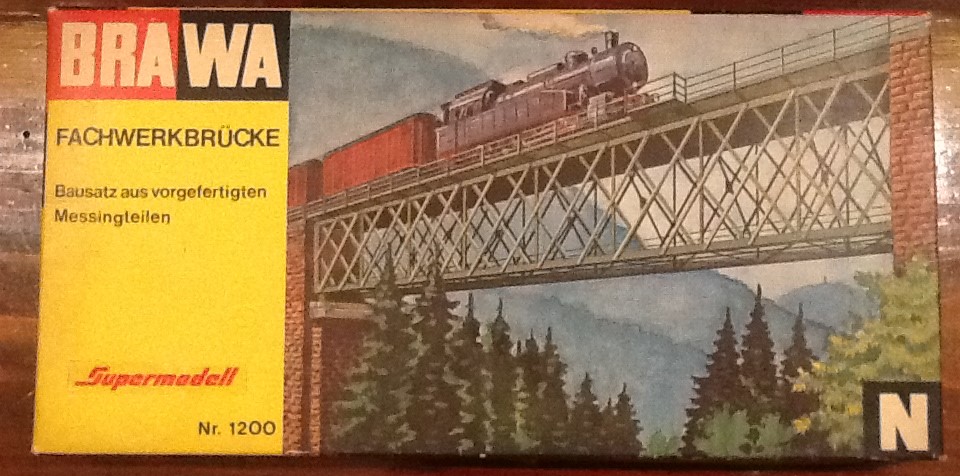 BRAWA
FACHWERKBRÜCKE
Bausatz aus vorgefertigten
Messingteilen
Supermodell
Nr. 1200
N